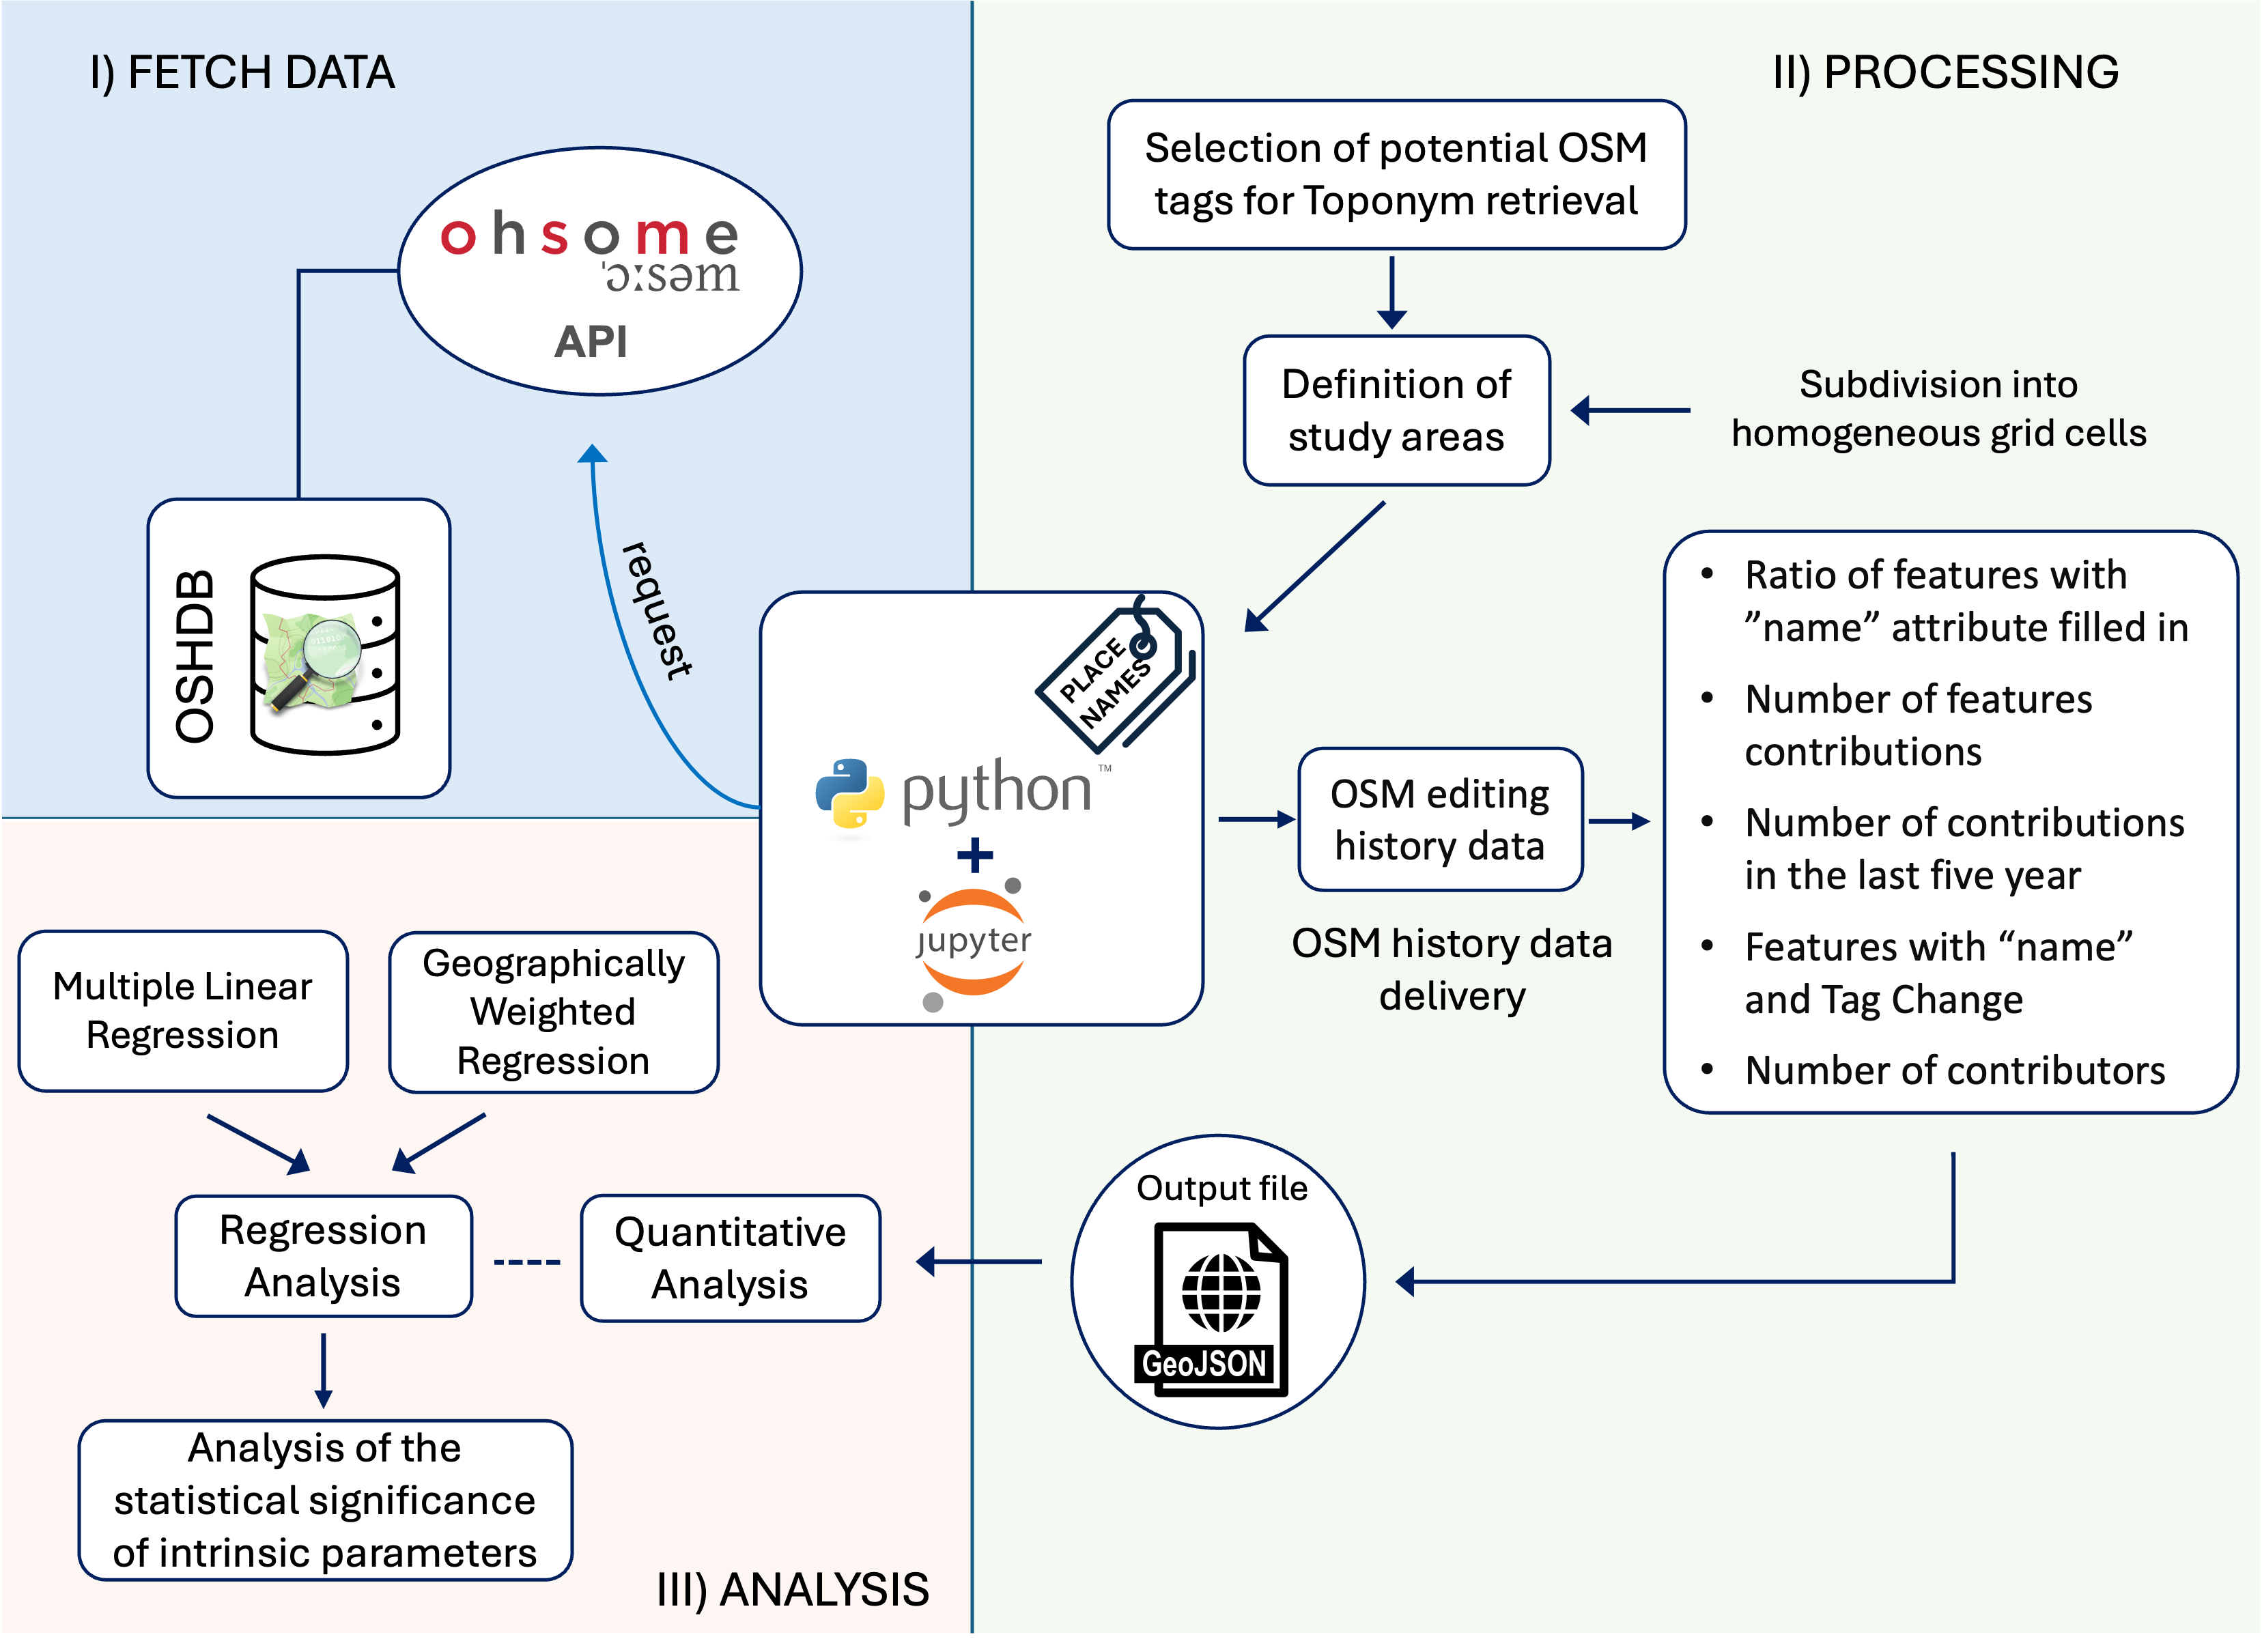 I) FETCH DATA
ohsome
ˈɔːsəm
API
OSHDB
request
II) PROCESSING
Selection of potential OSM
tags for Toponym retrieval
Definition of
study areas
Subdivision into
homogeneous grid cells
PLACE
NAMES
python™
+
jupyter
OSM editing
history data
OSM history data
delivery
• Ratio of features with
”name” attribute filled in
• Number of features
contributions
• Number of contributions
in the last five year
• Features with “name”
and Tag Change
• Number of contributors
Output file
GeoJSON
Multiple Linear
Regression
Geographically
Weighted
Regression
Regression
Analysis
Quantitative
Analysis
Analysis of the
statistical significance
of intrinsic parameters
III) ANALYSIS